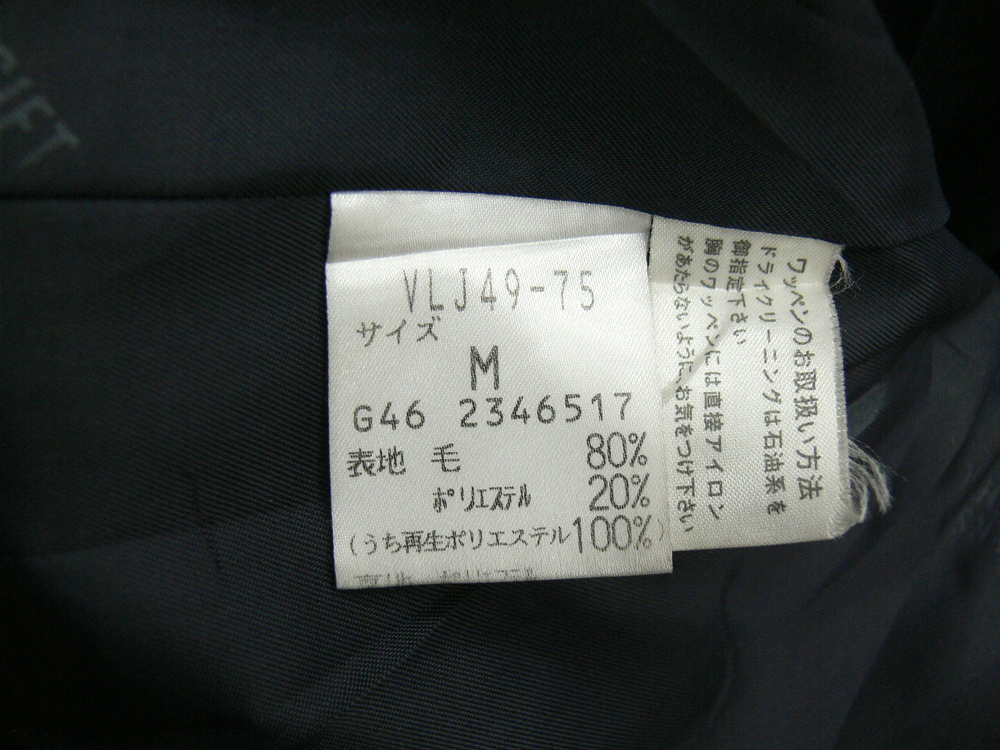 GIFT
VLJ49-75
サイズ
M
G46 2346517
表地 毛 80%
ポリエステル 20%
(うち再生ポリエステル100%)
ワッペンのお取扱い方法
ドライクリーニングは石油系を
御指定下さい
胸のワッペンには直接アイロン
があたらないように、お気をつけ下さい